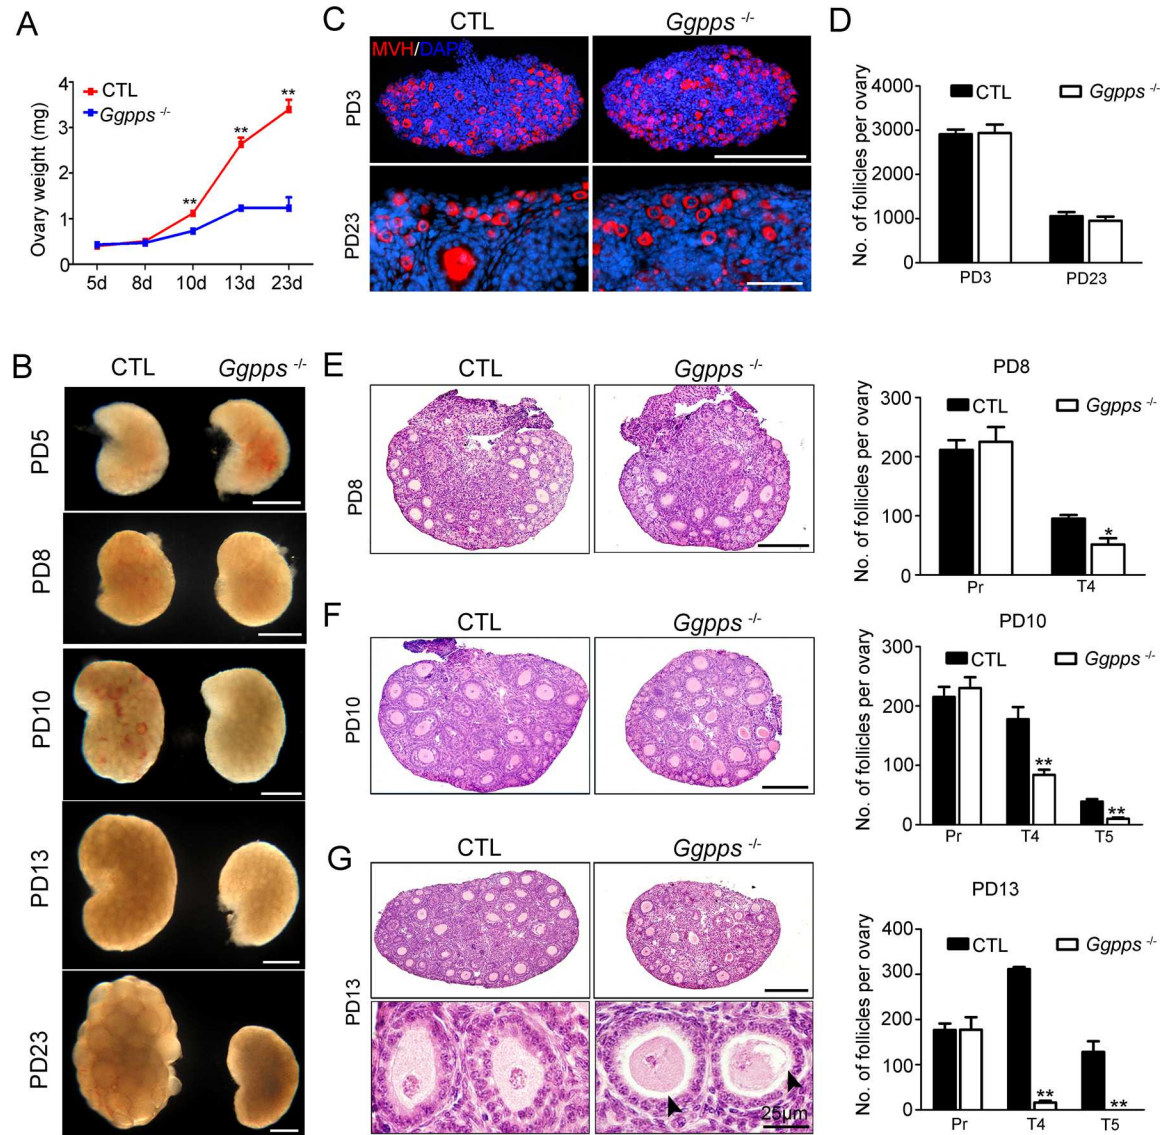 A
CTL
Ggpps -/-
Ovary weight (mg)
4
3
2
1
0
5d 8d 10d 13d 23d
** ** **
B
CTL Ggpps -/-
PD5
PD8
PD10
PD13
PD23
C
CTL Ggpps -/-
MVH/DAPI
PD3
PD23
D
CTL Ggpps -/-
No. of follicles per ovary
4000
3000
2000
1000
0
PD3 PD23
E
CTL Ggpps -/-
PD8
PD8
CTL
Ggpps -/-
No. of follicles per ovary
300
200
100
0
*
Pr T4
F
CTL Ggpps -/-
PD10
PD10
CTL Ggpps -/-
No. of follicles per ovary
300
200
100
0
** **
Pr T4 T5
G
CTL Ggpps -/-
PD13
25μm
PD13
CTL Ggpps -/-
No. of follicles per ovary
400
300
200
100
0
** **
Pr T4 T5